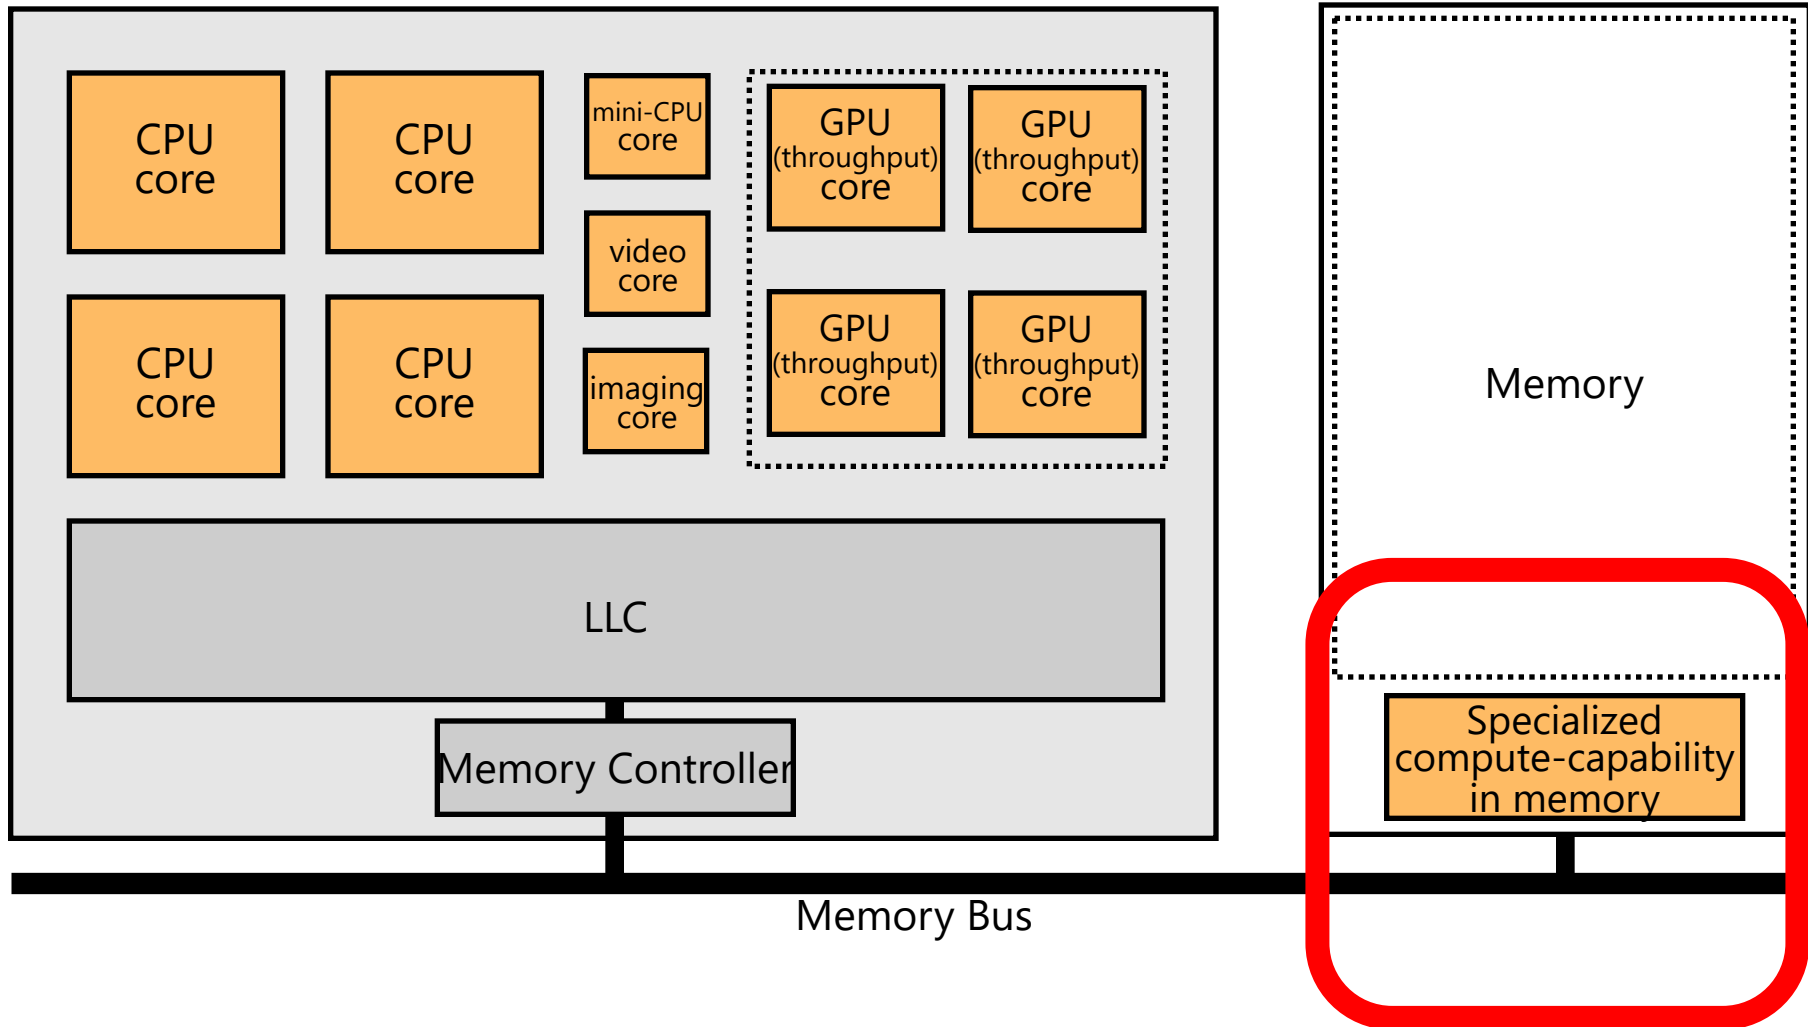 CPU
core
CPU
core
mini-CPU
core
video
core
imaging
core
GPU
(throughput)
core
GPU
(throughput)
core
CPU
core
CPU
core
GPU
(throughput)
core
GPU
(throughput)
core
LLC
Memory Controller
Memory Bus
Memory
Specialized
compute-capability
in memory